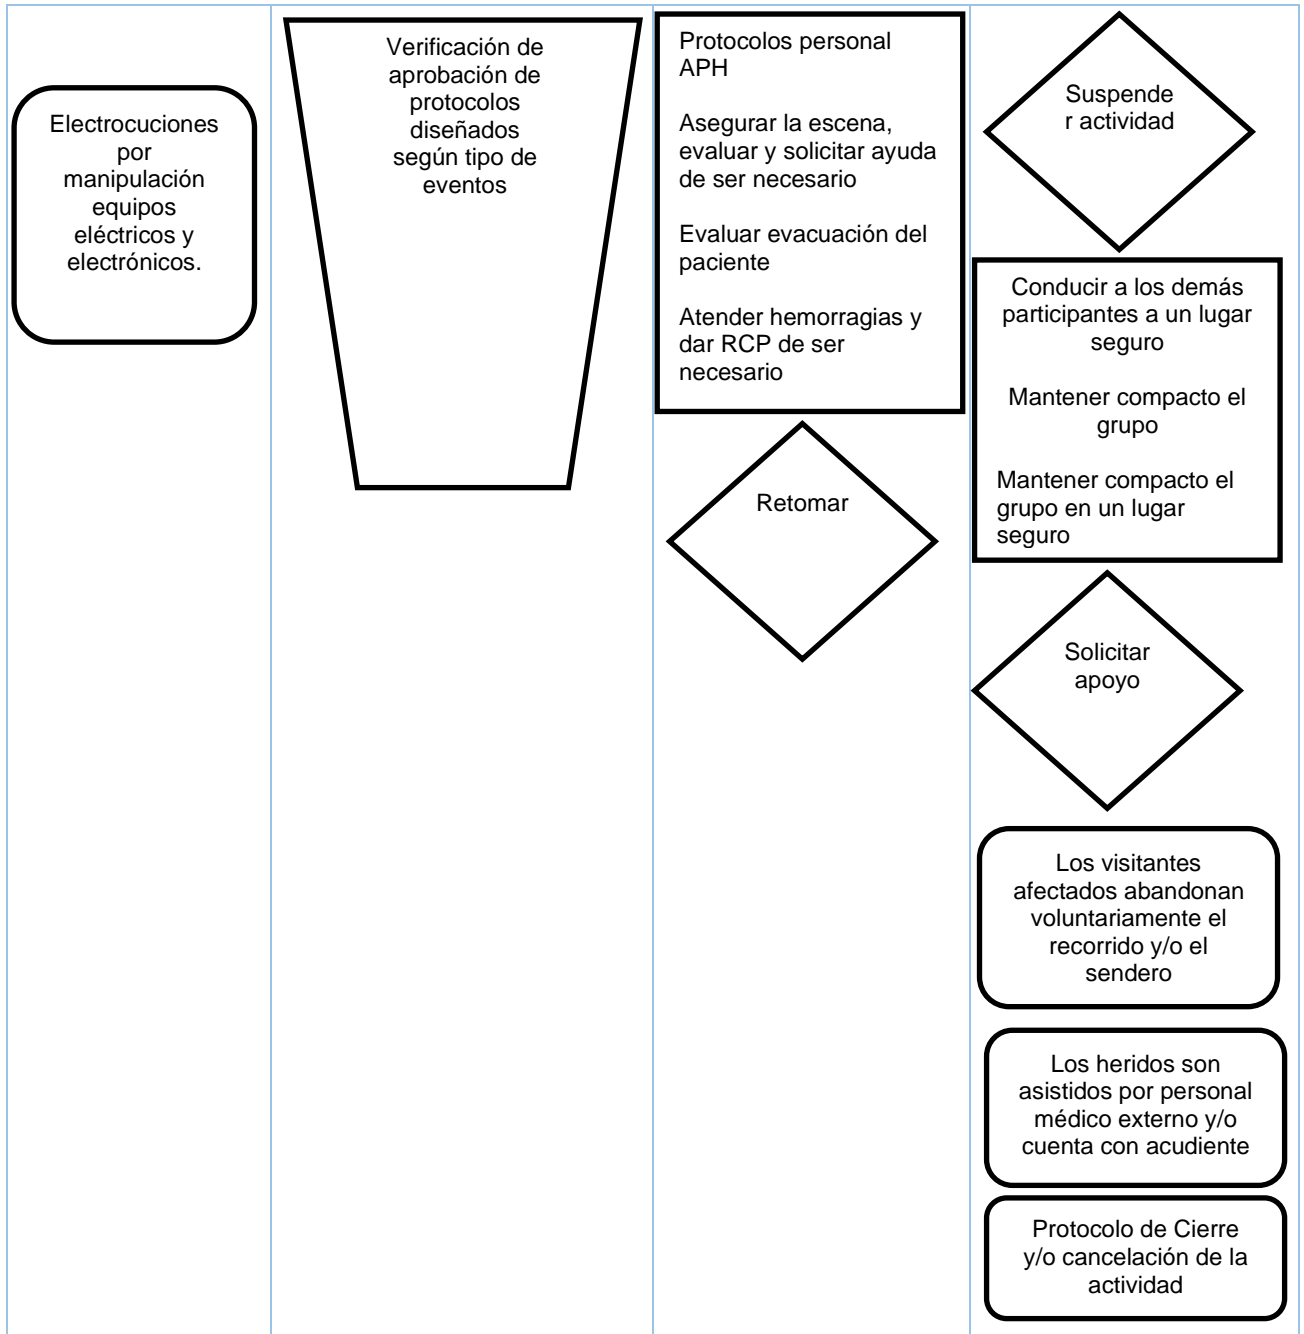 Electrocuciones
por
manipulación
equipos
eléctricos y
electrónicos.
Verificación de
aprobación de
protocolos
diseñados
según tipo de
eventos
Protocolos personal
APH
Asegurar la escena,
evaluar y solicitar ayuda
de ser necesario
Evaluar evacuación del
paciente
Atender hemorragias y
dar RCP de ser
necesario
Retomar
Suspende
r actividad
Conducir a los demás
participantes a un lugar
seguro
Mantener compacto el
grupo
Mantener compacto el
grupo en un lugar
seguro
Solicitar
apoyo
Los visitantes
afectados abandonan
voluntariamente el
recorrido y/o el
sendero
Los heridos son
asistidos por personal
médico externo y/o
cuenta con acudiente
Protocolo de Cierre
y/o cancelación de la
actividad